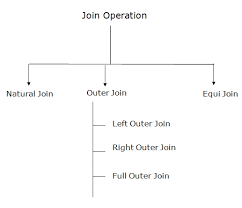 Join Operation
Natural Join
Outer Join
Equi Join
Left Outer Join
Right Outer Join
Full Outer Join